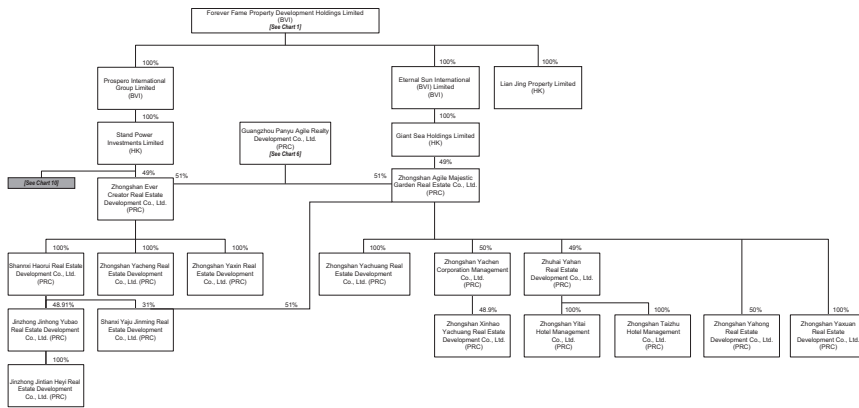 Forever Fame Property Development Holdings Limited
(BVI)
[See Chart 1]
100%
100%
100%
Prospero International
Group Limited
(BVI)
Eternal Sun International
(BVI) Limited
(BVI)
Lian Jing Property Limited
(HK)
100%
100%
Stand Power
Investments Limited
(HK)
Guangzhou Panyu Agile Realty
Development Co., Ltd.
(PRC)
[See Chart 6]
Giant Sea Holdings Limited
(HK)
49%
49%
[See Chart 10]
51%
51%
Zhongshan Ever
Creator Real Estate
Development Co., Ltd.
(PRC)
Zhongshan Agile Majestic
Garden Real Estate Co., Ltd.
(PRC)
100%
100%
100%
100%
50%
49%
Shannxi Haorui Real Estate
Development Co., Ltd.
(PRC)
Zhongshan Yacheng Real
Estate Development
Co., Ltd. (PRC)
Zhongshan Yaxin Real
Estate Development
Co., Ltd. (PRC)
Zhongshan Yachuang Real
Estate Development
Co., Ltd. (PRC)
Zhongshan Yachen
Corporation Management
Co., Ltd.
(PRC)
Zhuhai Yahan
Real Estate
Development Co., Ltd.
(PRC)
48.91%
31%
51%
48.9%
100%
100%
50%
100%
Jinzhong Jinhong Yubao
Real Estate Development
Co., Ltd. (PRC)
Shanxi Yaju Jinming Real
Estate Development
Co., Ltd. (PRC)
Zhongshan Xinhao
Yachuang Real Estate
Development Co., Ltd.
(PRC)
Zhongshan Yitai
Hotel Management
Co., Ltd.
(PRC)
Zhongshan Taizhu
Hotel Management
Co., Ltd.
(PRC)
Zhongshan Yahong
Real Estate
Development Co., Ltd.
(PRC)
Zhongshan Yaxuan
Real Estate
Development Co., Ltd.
(PRC)
100%
Jinzhong Jintian Heyi Real
Estate Development
Co., Ltd. (PRC)